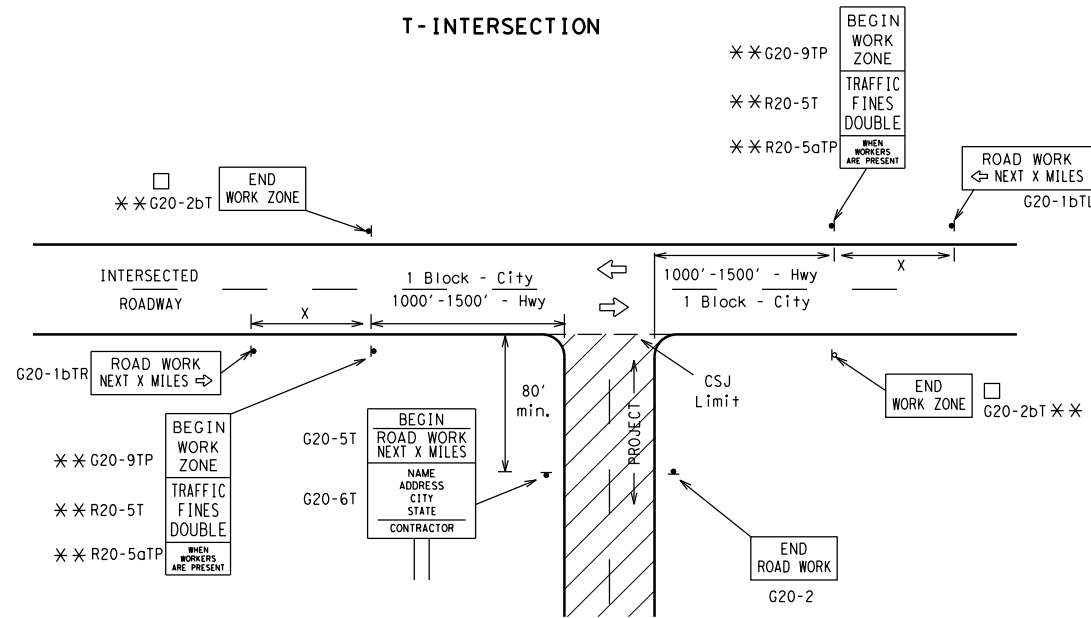 T-INTERSECTION
BEGIN
WORK
ZONE
TRAFFIC
FINES
DOUBLE
WHEN
WORKERS
ARE PRESENT
**G20-9TP
**R20-5T
**R20-5aTP
ROAD WORK
⇦ NEXT X MILES
G20-1bTL
END
WORK ZONE
□
**G20-2bT
INTERSECTED
ROADWAY
1 Block - City
1000'-1500' - Hwy
X
⇦
⇨
1000'-1500' - Hwy
1 Block - City
X
G20-1bTR
ROAD WORK
NEXT X MILES ⇨
80'
min.
PROJECT
CSJ
Limit
END
WORK ZONE
□
G20-2bT **
BEGIN
WORK
ZONE
TRAFFIC
FINES
DOUBLE
WHEN
WORKERS
ARE PRESENT
**G20-9TP
**R20-5T
**R20-5aTP
G20-5T
BEGIN
ROAD WORK
NEXT X MILES
G20-6T
NAME
ADDRESS
CITY
STATE
CONTRACTOR
END
ROAD WORK
G20-2